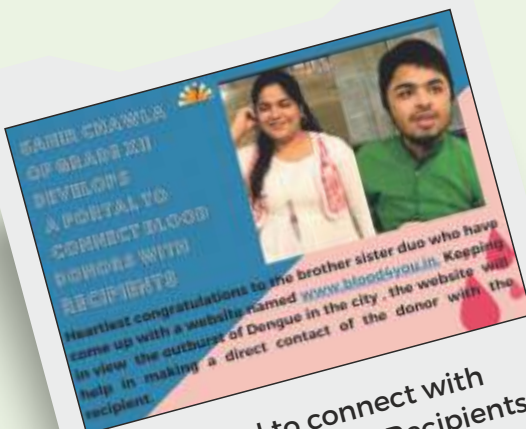 SAHIR CHAWLA
OF GRADE XII
DEVELOPS
A PORTAL TO
CONNECT BLOOD
DONORS WITH
RECIPIENTS
Heartiest congratulations to the brother sister duo who have
come up with a website named www.blood4you.in. Keeping
in view the outburst of Dengue in the city , the website will
help in making a direct contact of the donor with the
recipient.
to connect with
Recipients